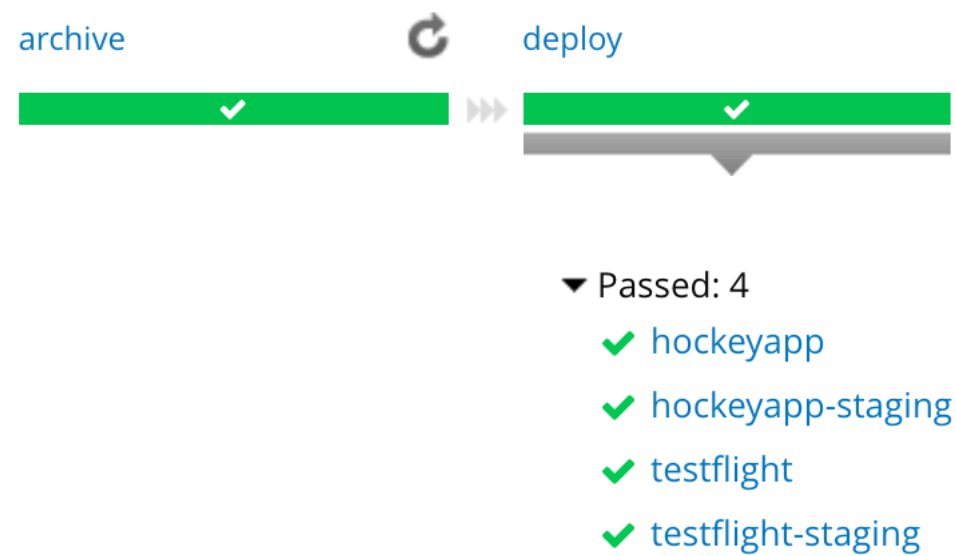 archive
deploy
Passed: 4
hockeyapp
hockeyapp-staging
testflight
testflight-staging